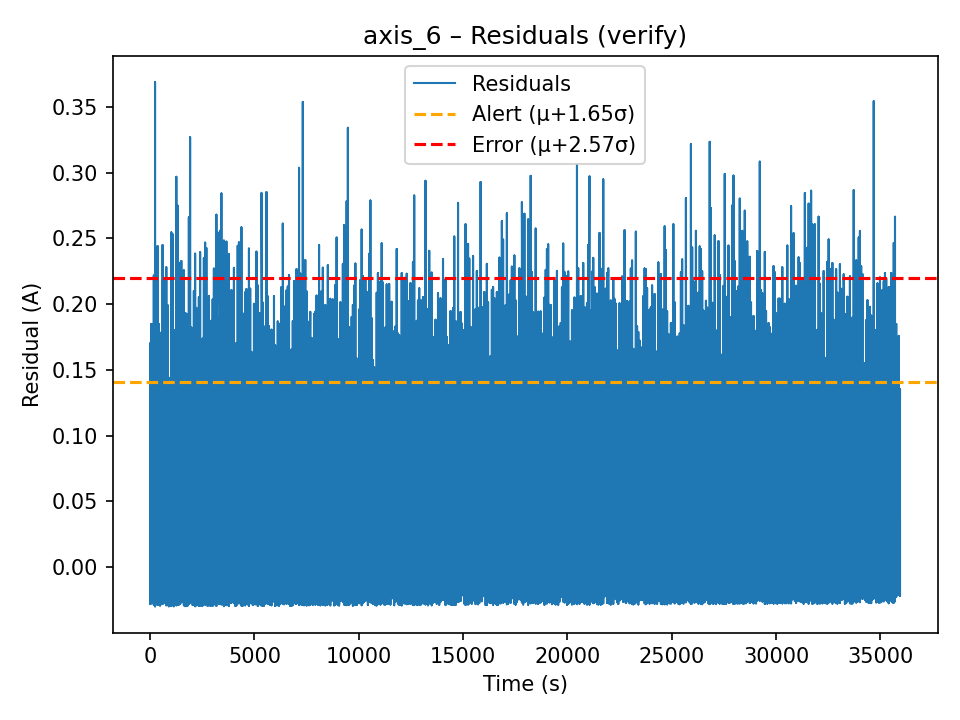 axis_6 – Residuals (verify)
Residuals
Alert (μ+1.65σ)
Error (μ+2.57σ)
Residual (A)
0.35
0.30
0.25
0.20
0.15
0.10
0.05
0.00
0 5000 10000 15000 20000 25000 30000 35000
Time (s)